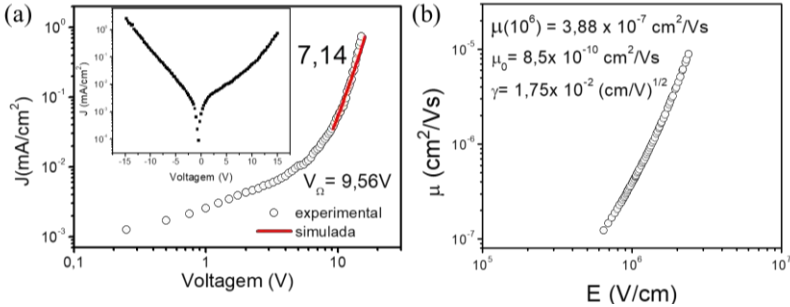 (a)
10⁰
10⁻¹
10⁻²
10⁻³
J(mA/cm²)
J (mA/cm²)
-15 -10 -5 0 5 10 15
Voltagem (V)
7,14
V_Ω= 9,56V
experimental
simulada
0,1 1 10
Voltagem (V)
(b)
μ(10⁶) = 3,88 x 10⁻⁷ cm²/Vs
μ₀= 8,5x 10⁻¹⁰ cm²/Vs
γ= 1,75x 10⁻² (cm/V)¹/²
10⁻⁵
10⁻⁶
10⁻⁷
μ (cm²/Vs)
10⁵ 10⁶ 10⁷
E (V/cm)